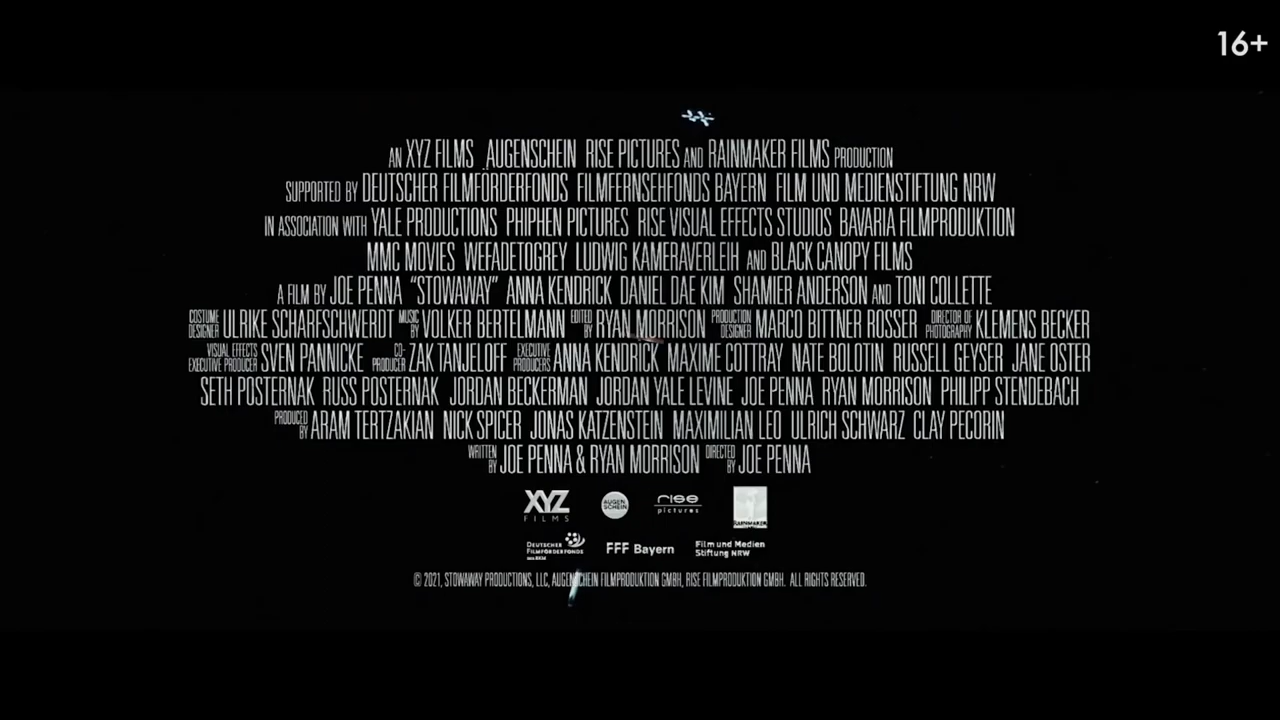 16+
AN XYZ FILMS AUGENSCHEIN RISE PICTURES AND RAINMAKER FILMS PRODUCTION
SUPPORTED BY DEUTSCHER FILMFÖRDERFONDS FILMFERNSEHFONDS BAYERN FILM UND MEDIENSTIFTUNG NRW
IN ASSOCIATION WITH YALE PRODUCTIONS PHIPHEN PICTURES RISE VISUAL EFFECTS STUDIOS BAVARIA FILMPRODUKTION
MMC MOVIES WEFADETOGREY LUDWIG KAMERAVERLEIH AND BLACK CANOPY FILMS
A FILM BY JOE PENNA "STOWAWAY" ANNA KENDRICK DANIEL DAE KIM SHAMIER ANDERSON AND TONI COLLETTE
COSTUME DESIGNER ULRIKE SCHARFSCHWERDT MUSIC BY VOLKER BERTELMANN EDITED BY RYAN MORRISON PRODUCTION DESIGNER MARCO BITTNER ROSSER DIRECTOR OF PHOTOGRAPHY KLEMENS BECKER
VISUAL EFFECTS EXECUTIVE PRODUCER SVEN PANNICKE CO-PRODUCER ZAK TANJELOFF EXECUTIVE PRODUCERS ANNA KENDRICK MAXIME COTTRAY NATE BOLOTIN RUSSELL GEYSER JANE OSTER
SETH POSTERNAK RUSS POSTERNAK JORDAN BECKERMAN JORDAN YALE LEVINE JOE PENNA RYAN MORRISON PHILIPP STENDEBACH
PRODUCED BY ARAM TERTZAKIAN NICK SPICER JONAS KATZENSTEIN MAXIMILIAN LEO ULRICH SCHWARZ CLAY PECORIN
WRITTEN BY JOE PENNA & RYAN MORRISON DIRECTED BY JOE PENNA
XYZ FILMS AUGENSCHEIN rise pictures RAINMAKER
DEUTSCHER FILMFÖRDERFONDS FFF Bayern Film und Medien Stiftung NRW
© 2021, STOWAWAY PRODUCTIONS, LLC, AUGENSCHEIN FILMPRODUKTION GMBH, RISE FILMPRODUKTION GMBH. ALL RIGHTS RESERVED.